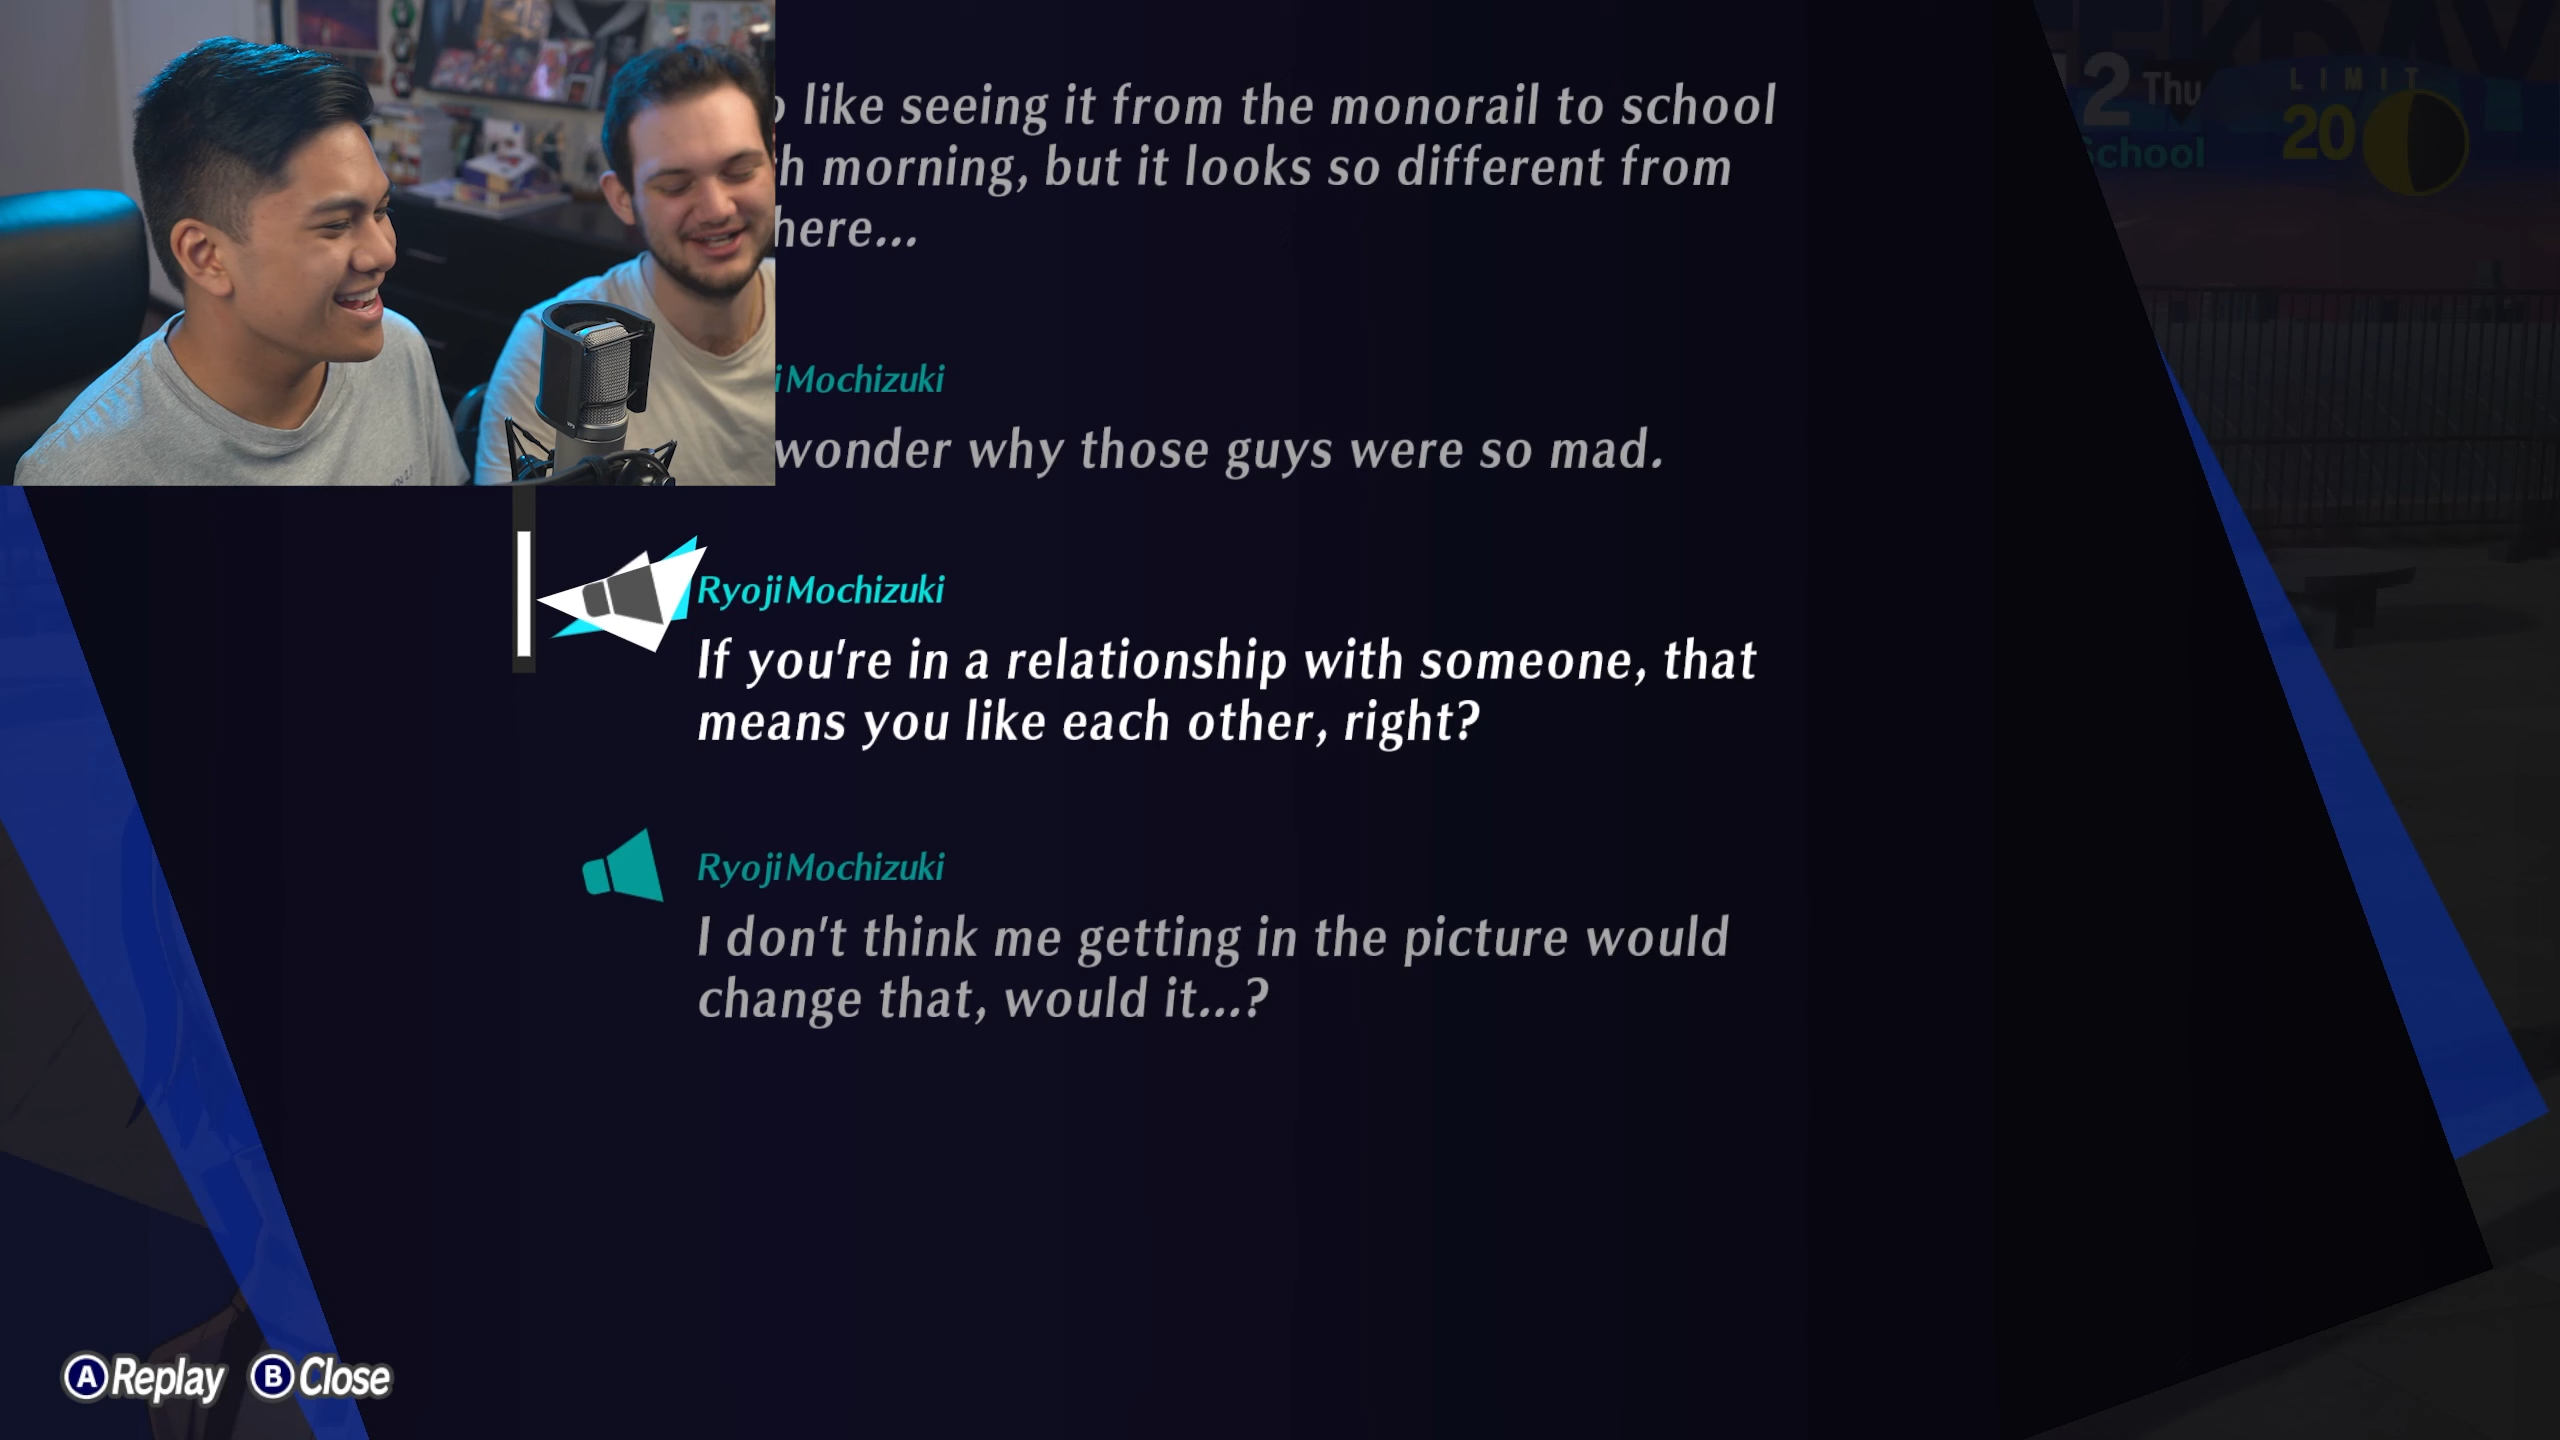 like seeing it from the monorail to school
morning, but it looks so different from
here...
Mochizuki
wonder why those guys were so mad.
Ryoji Mochizuki
If you're in a relationship with someone, that
means you like each other, right?
Ryoji Mochizuki
I don't think me getting in the picture would
change that, would it...?
2 Thu
School
LIMIT
20
A Replay B Close